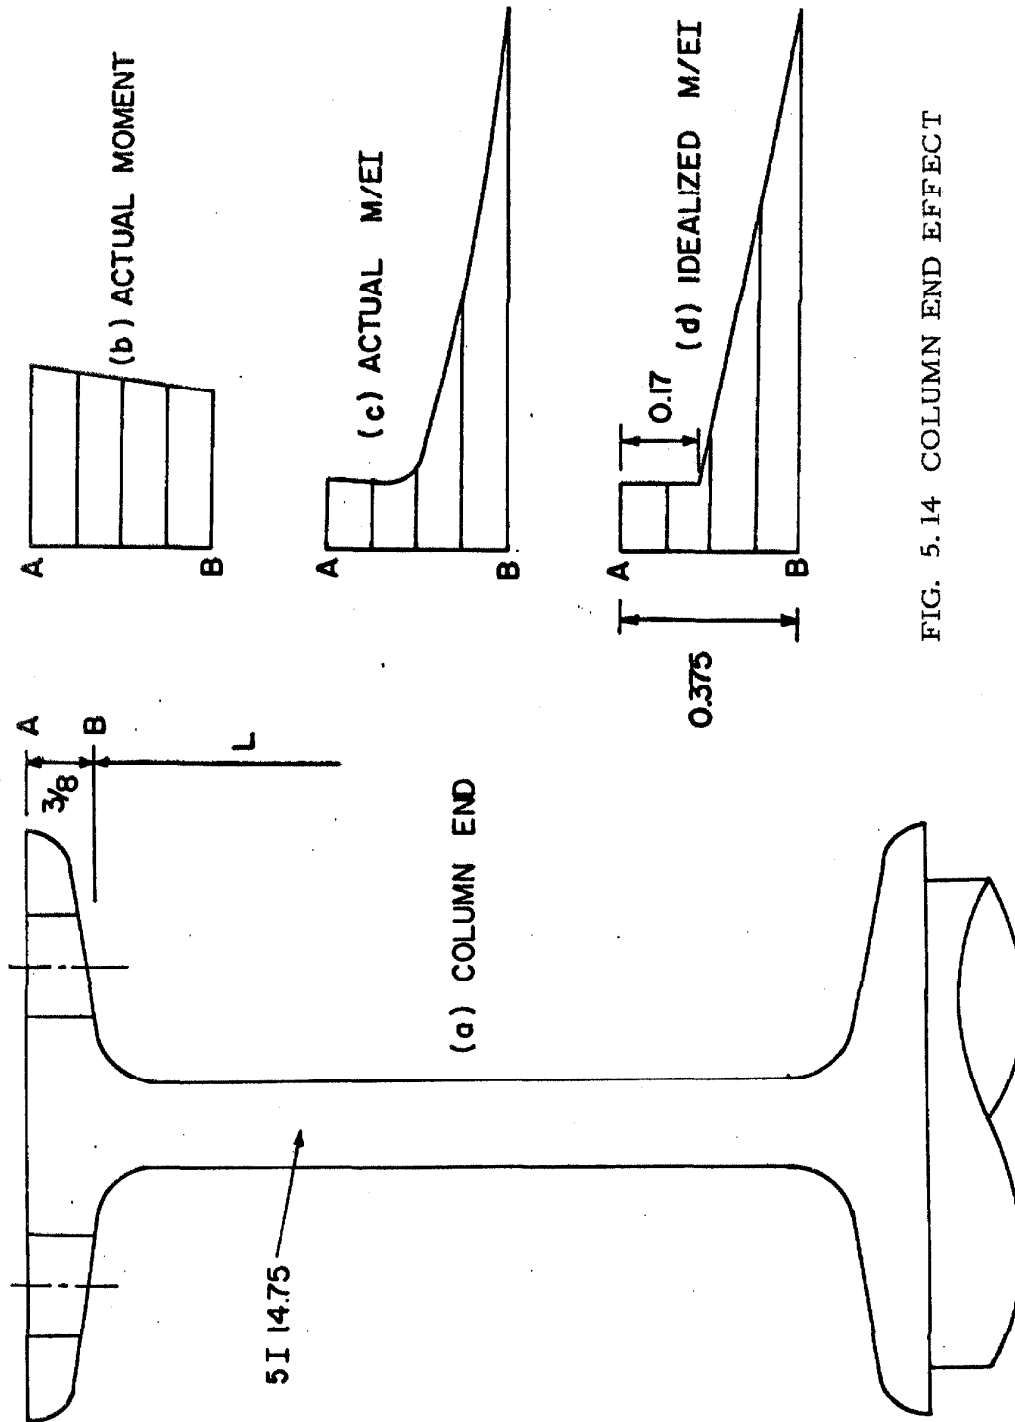 A
3/8
B
L
5I 14.75
(a) COLUMN END
A
B
(b) ACTUAL MOMENT
A
B
(c) ACTUAL M/EI
A
B
0.375
0.17
(d) IDEALIZED M/EI
FIG. 5.14 COLUMN END EFFECT